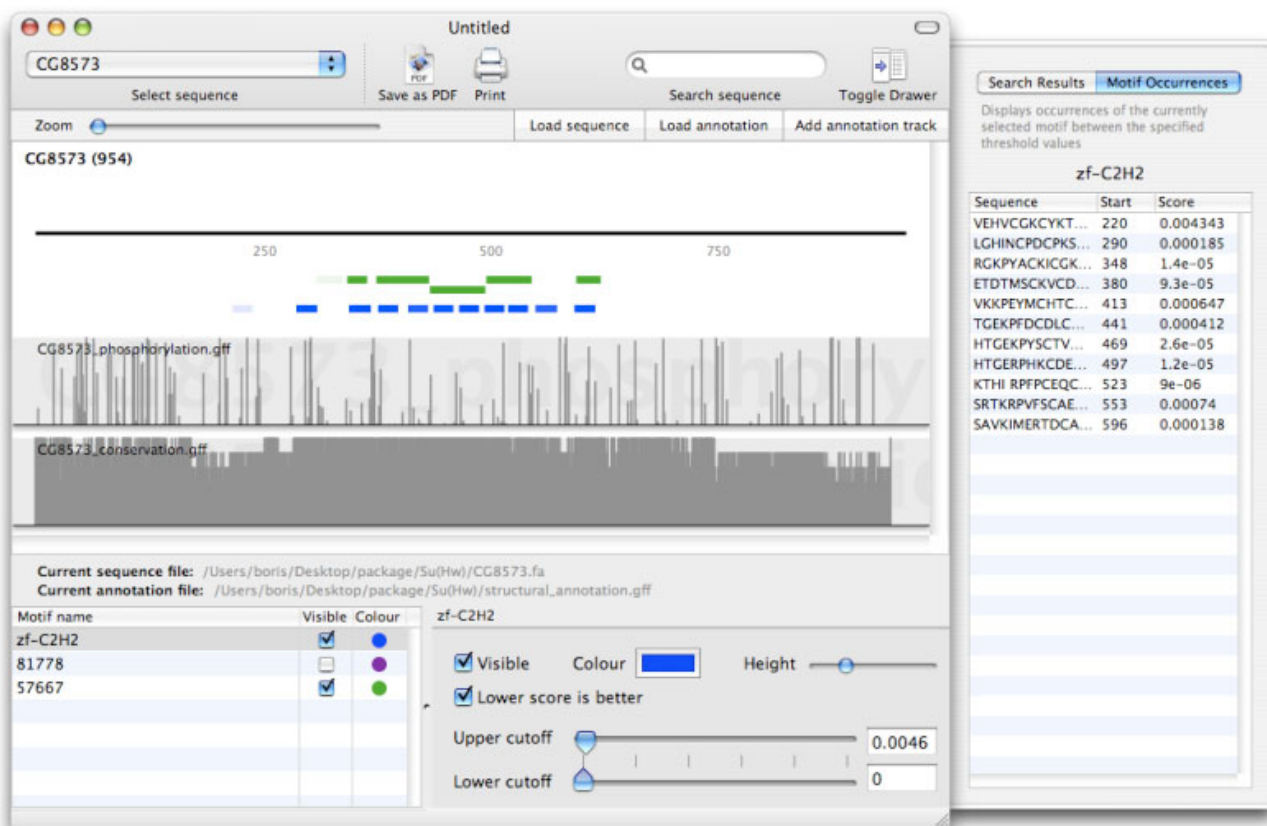 Untitled
CG8573
Select sequence
PDF
Save as PDF
Print
Search sequence
Toggle Drawer
Zoom
Load sequence
Load annotation
Add annotation track
CG8573 (954)
250 500 750
CG8573_phosphorylation.gff
CG8573_phosphory
CG8573_conservation.gff
Current sequence file: /Users/boris/Desktop/package/Su(Hw)/CG8573.fa
Current annotation file: /Users/boris/Desktop/package/Su(Hw)/structural_annotation.gff
Motif name Visible Colour
zf-C2H2
81778
57667
zf-C2H2
Visible Colour Height
Lower score is better
Upper cutoff 0.0046
Lower cutoff 0
Search Results Motif Occurrences
Displays occurrences of the currently
selected motif between the specified
threshold values
zf-C2H2
Sequence Start Score
VEHVCGKCYKT... 220 0.004343
LGHINCPDCPKS... 290 0.000185
RGKPYACKICGK... 348 1.4e-05
ETDTMSCKVCD... 380 9.3e-05
VKKPEYMCHTC... 413 0.000647
TGEKPFDCDLC... 441 0.000412
HTGEKPYSCTV... 469 2.6e-05
HTGERPHKCDE... 497 1.2e-05
KTHI RPFPCEQC... 523 9e-06
SRTKRPVFSCAE... 553 0.00074
SAVKIMERTDCA... 596 0.000138